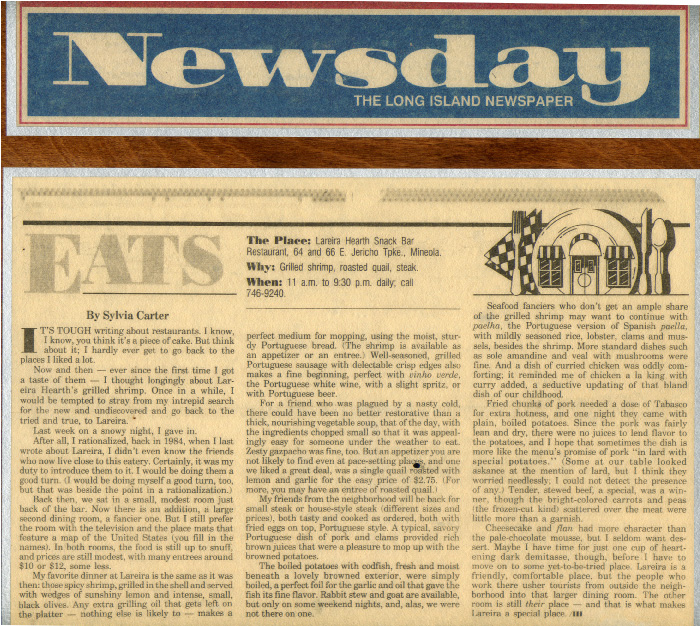 Newsday
THE LONG ISLAND NEWSPAPER
EATS
The Place: Lareira Hearth Snack Bar
Restaurant, 64 and 66 E. Jericho Tpke., Mineola.
Why: Grilled shrimp, roasted quail, steak.
When: 11 a.m. to 9:30 p.m. daily; call
746-9240.
By Sylvia Carter
IT'S TOUGH writing about restaurants. I know,
I know, you think it's a piece of cake. But think
about it; I hardly ever get to go back to the
places I liked a lot.
Now and then — ever since the first time I got
a taste of them — I thought longingly about Lar-
eira Hearth's grilled shrimp. Once in a while, I
would be tempted to stray from my intrepid search
for the new and undiscovered and go back to the
tried and true, to Lareira.
Last week on a snowy night, I gave in.
After all, I rationalized, back in 1984, when I last
wrote about Lareira, I didn't even know the friends
who now live close to this eatery. Certainly, it was my
duty to introduce them to it. I would be doing them a
good turn. (I would be doing myself a good turn, too,
but that was beside the point in a rationalization.)
Back then, we sat in a small, modest room just
back of the bar. Now there is an addition, a large
second dining room, a fancier one. But I still prefer
the room with the television and the place mats that
feature a map of the United States (you fill in the
names). In both rooms, the food is still up to snuff,
and prices are still modest, with many entrees around
$10 or $12, some less.
My favorite dinner at Lareira is the same as it was
then: those spicy shrimp, grilled in the shell and served
with wedges of sunshiny lemon and intense, small,
black olives. Any extra grilling oil that gets left on
the platter — nothing else is likely to — makes a
perfect medium for mopping, using the moist, stur-
dy Portuguese bread. (The shrimp is available as
an appetizer or an entree.) Well-seasoned, grilled
Portuguese sausage with delectable crisp edges also
makes a fine beginning, perfect with vinho verde,
the Portuguese white wine, with a slight spritz, or
with Portuguese beer.
For a friend who was plagued by a nasty cold,
there could have been no better restorative than a
thick, nourishing vegetable soup, that of the day, with
the ingredients chopped small so that it was appeal-
ingly easy for someone under the weather to eat.
Zesty gazpacho was fine, too. But an appetizer you are
not likely to find even at pace-setting places, and one
we liked a great deal, was a single quail roasted with
lemon and garlic for the easy price of $2.75. (For
more, you may have an entree of roasted quail.)
My friends from the neighborhood will be back for
small steak or house-style steak (different sizes and
prices), both tasty and cooked as ordered, both with
fried eggs on top, Portuguese style. A typical, savory
Portuguese dish of pork and clams provided rich
brown juices that were a pleasure to mop up with the
browned potatoes.
The boiled potatoes with codfish, fresh and moist
beneath a lovely browned exterior, were simply
boiled, a perfect foil for the garlic and oil that gave the
fish its fine flavor. Rabbit stew and goat are available,
but only on some weekend nights, and, alas, we were
not there on one.
Seafood fanciers who don't get an ample share
of the grilled shrimp may want to continue with
paelha, the Portuguese version of Spanish paella,
with mildly seasoned rice, lobster, clams and mus-
sels, besides the shrimp. More standard dishes such
as sole amandine and veal with mushrooms were
fine. And a dish of curried chicken was oddly com-
forting; it reminded me of chicken a la king with
curry added, a seductive updating of that bland
dish of our childhood.
Fried chunks of pork needed a dose of Tabasco
for extra hotness, and one night they came with
plain, boiled potatoes. Since the pork was fairly
lean and dry, there were no juices to lend flavor to
the potatoes, and I hope that sometimes the dish is
more like the menu's promise of pork "in lard with
special potatoes." (Some at our table looked
askance at the mention of lard, but I think they
worried needlessly; I could not detect the presence
of any.) Tender, stewed beef, a special, was a win-
ner, though the bright-colored carrots and peas
(the frozen-cut kind) scattered over the meat were
little more than a garnish.
Cheesecake and flan had more character than
the pale-chocolate mousse, but I seldom want des-
sert. Maybe I have time for just one cup of heart-
ening dark demitasse, though, before I have to
move on to some yet-to-be-tried place. Lareira is a
friendly, comfortable place, but the people who
work there usher tourists from outside the neigh-
borhood into that larger dining room. The other
room is still their place — and that is what makes
Lareira a special place.